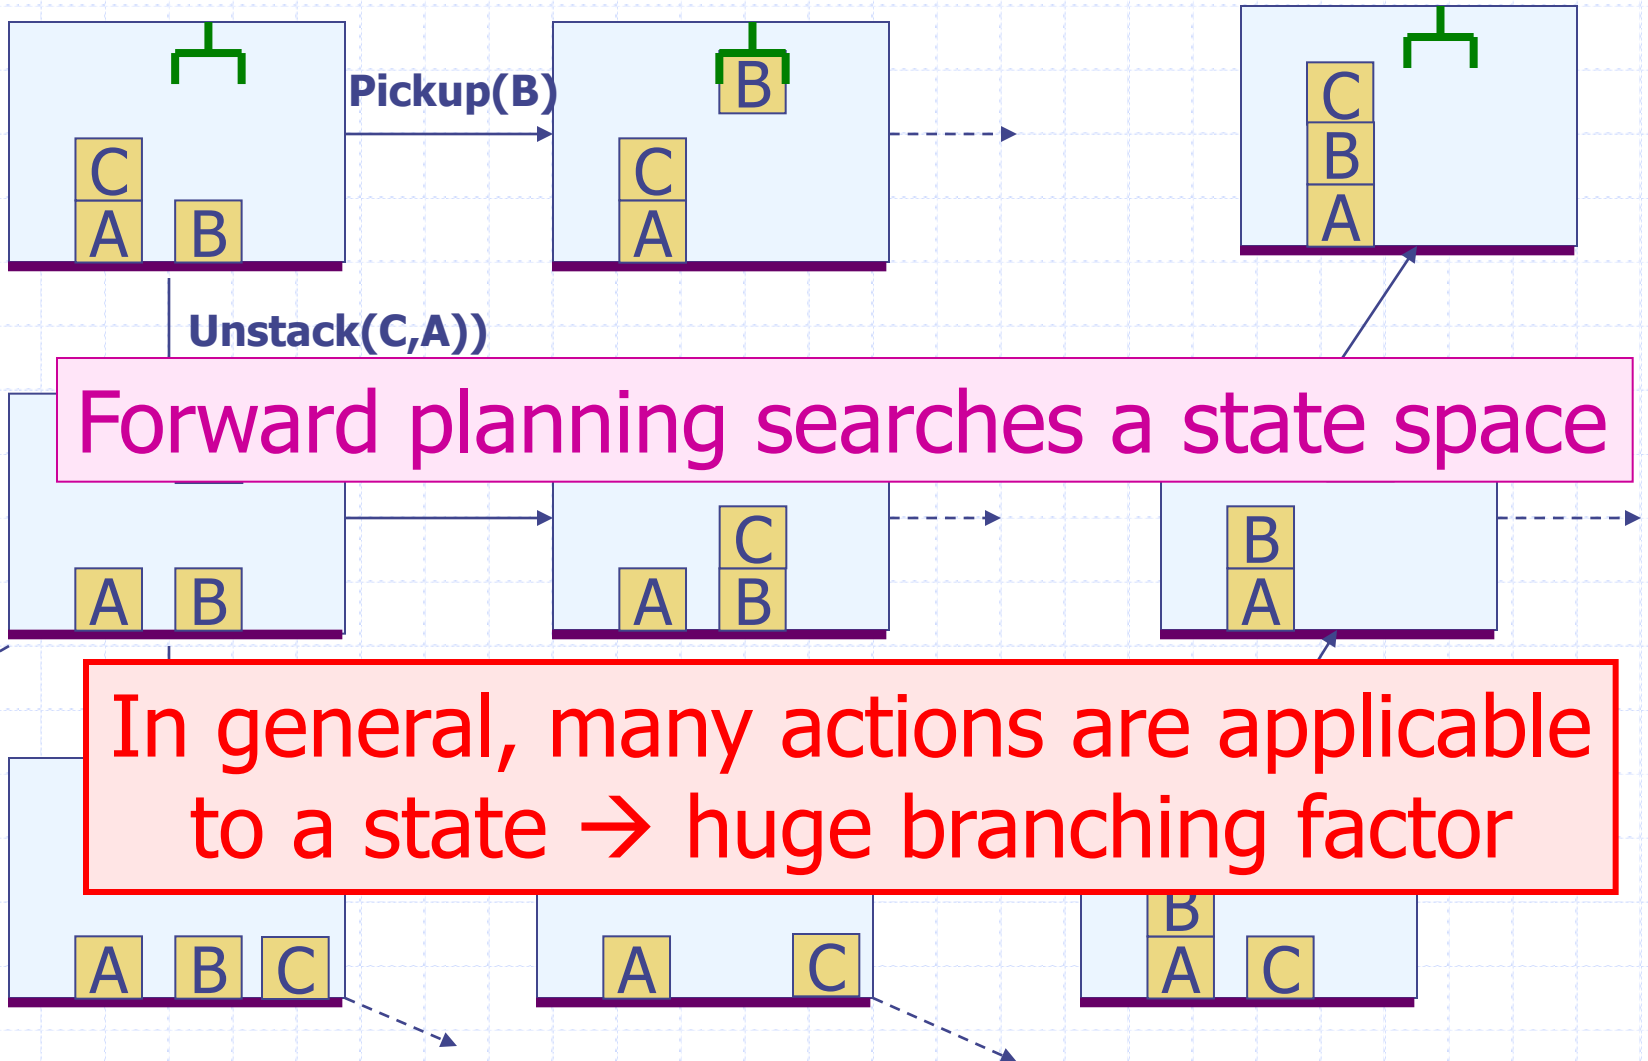 B
C
Pickup(B)
C
C
B
C
A
B
A
A
Unstack(C,A))
Forward planning searches a state space
C
B
A
B
A
B
A
In general, many actions are applicable
to a state → huge branching factor
B
A
B
C
A
C
A
C